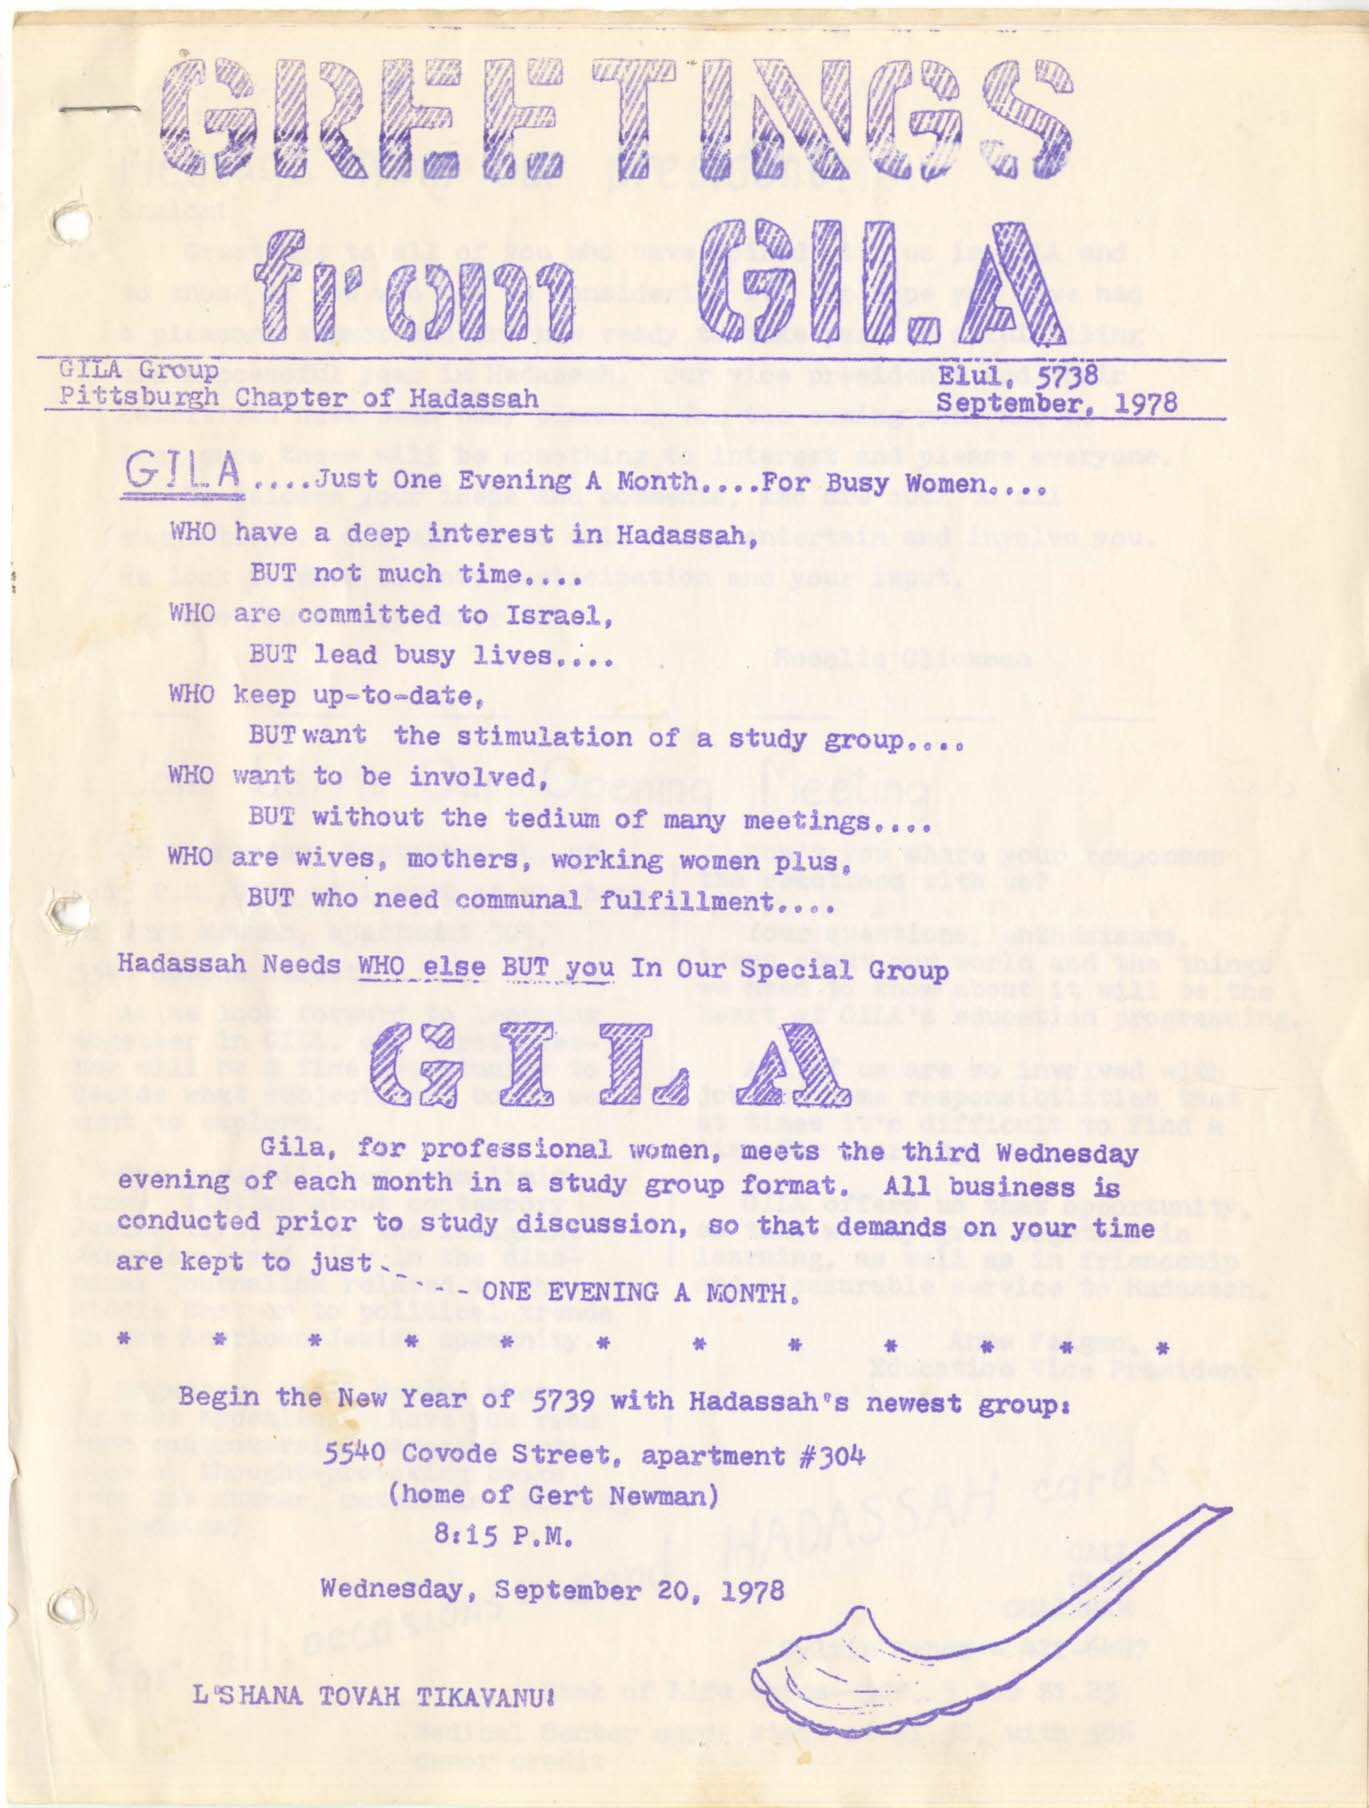 GREETINGS
from GILA
GILA Group
Pittsburgh Chapter of Hadassah
Elul, 5738
September, 1978
GILA ....Just One Evening A Month....For Busy Women....
WHO have a deep interest in Hadassah,
BUT not much time....
WHO are committed to Israel,
BUT lead busy lives....
WHO keep up-to-date,
BUT want the stimulation of a study group....
WHO want to be involved,
BUT without the tedium of many meetings....
WHO are wives, mothers, working women plus,
BUT who need communal fulfillment....
Hadassah Needs WHO else BUT you In Our Special Group
GILA
Gila, for professional women, meets the third Wednesday
evening of each month in a study group format. All business is
conducted prior to study discussion, so that demands on your time
are kept to just
- - ONE EVENING A MONTH.
* * * * * * * * * * * *
Begin the New Year of 5739 with Hadassah's newest group:
5540 Covode Street, apartment #304
(home of Gert Newman)
8:15 P.M.
Wednesday, September 20, 1978
L'SHANA TOVAH TIKAVANU!